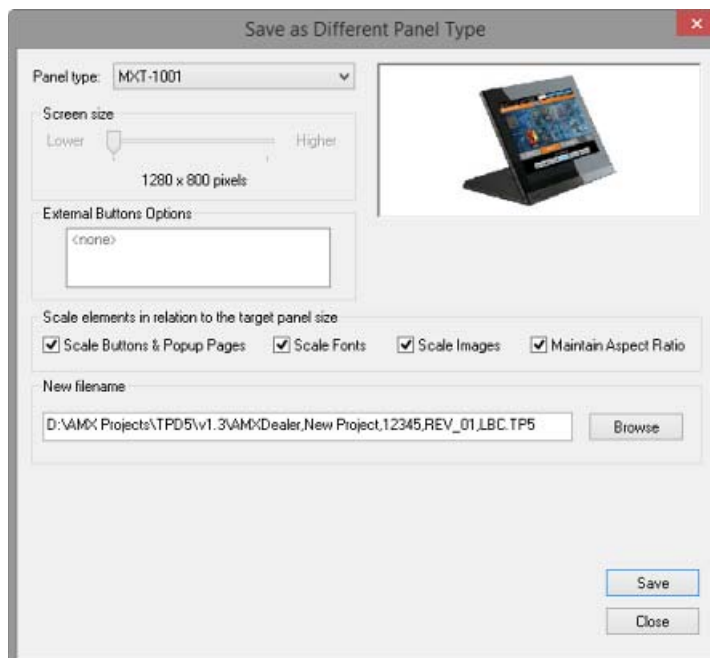 Save as Different Panel Type
Panel type: MXT-1001
Screen size
Lower Higher
1280 x 800 pixels
External Buttons Options
<none>
Scale elements in relation to the target panel size
Scale Buttons & Popup Pages Scale Fonts Scale Images Maintain Aspect Ratio
New filename
D:\AMX Projects\TPD5\v1.3\AMXDealer,New Project,12345,REV_01,LBC.TP5 Browse
Save
Close